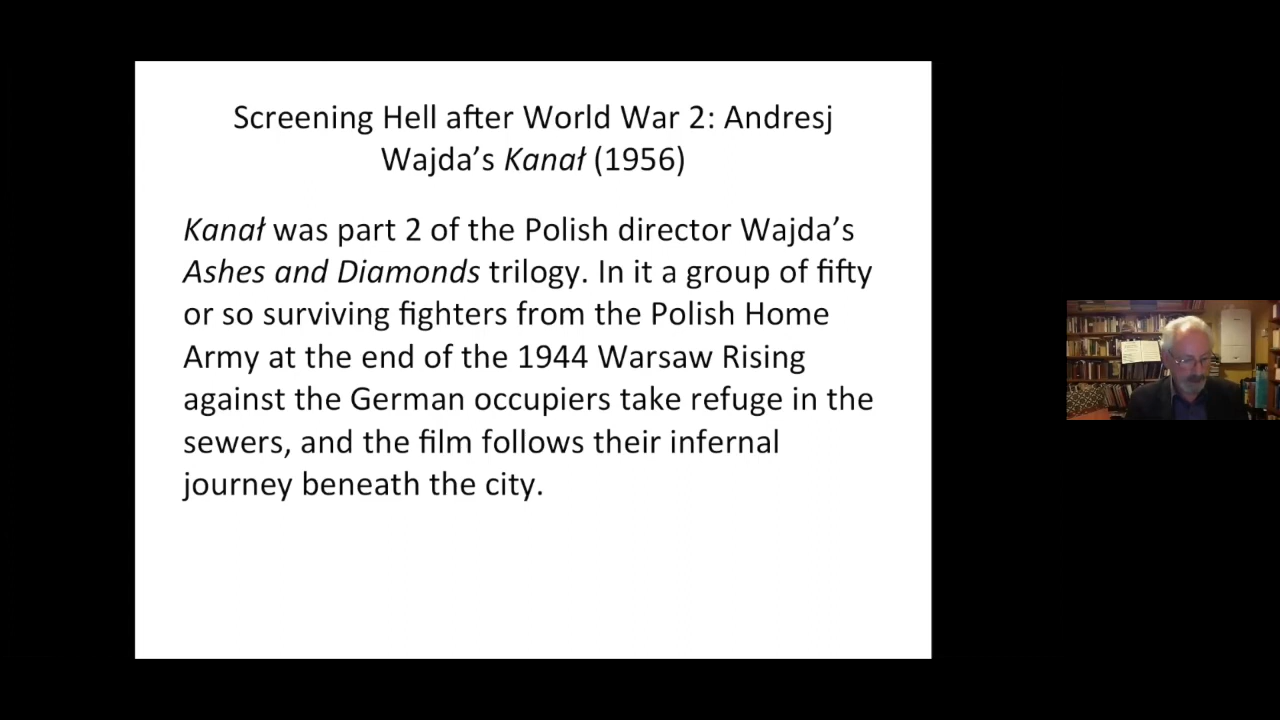 Screening Hell after World War 2: Andresj
Wajda’s Kanał (1956)
Kanał was part 2 of the Polish director Wajda’s
Ashes and Diamonds trilogy. In it a group of fifty
or so surviving fighters from the Polish Home
Army at the end of the 1944 Warsaw Rising
against the German occupiers take refuge in the
sewers, and the film follows their infernal
journey beneath the city.